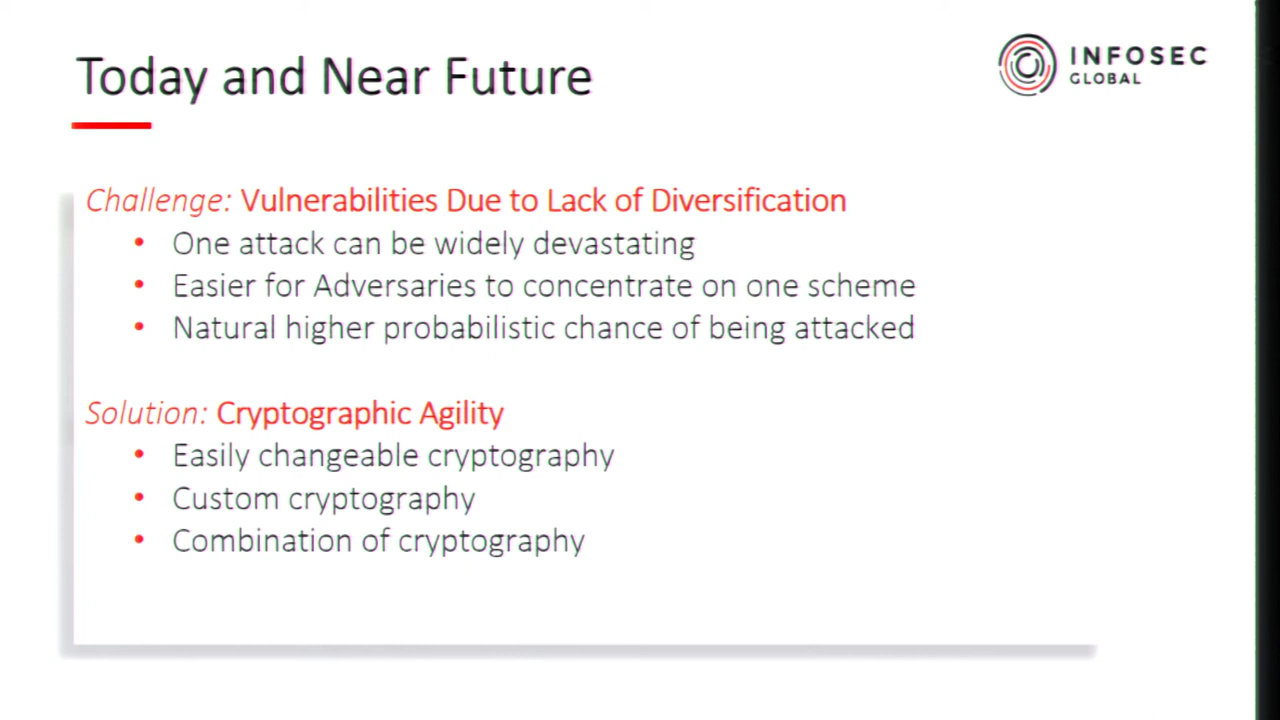 Today and Near Future
INFOSEC
GLOBAL
Challenge: Vulnerabilities Due to Lack of Diversification
• One attack can be widely devastating
• Easier for Adversaries to concentrate on one scheme
• Natural higher probabilistic chance of being attacked
Solution: Cryptographic Agility
• Easily changeable cryptography
• Custom cryptography
• Combination of cryptography